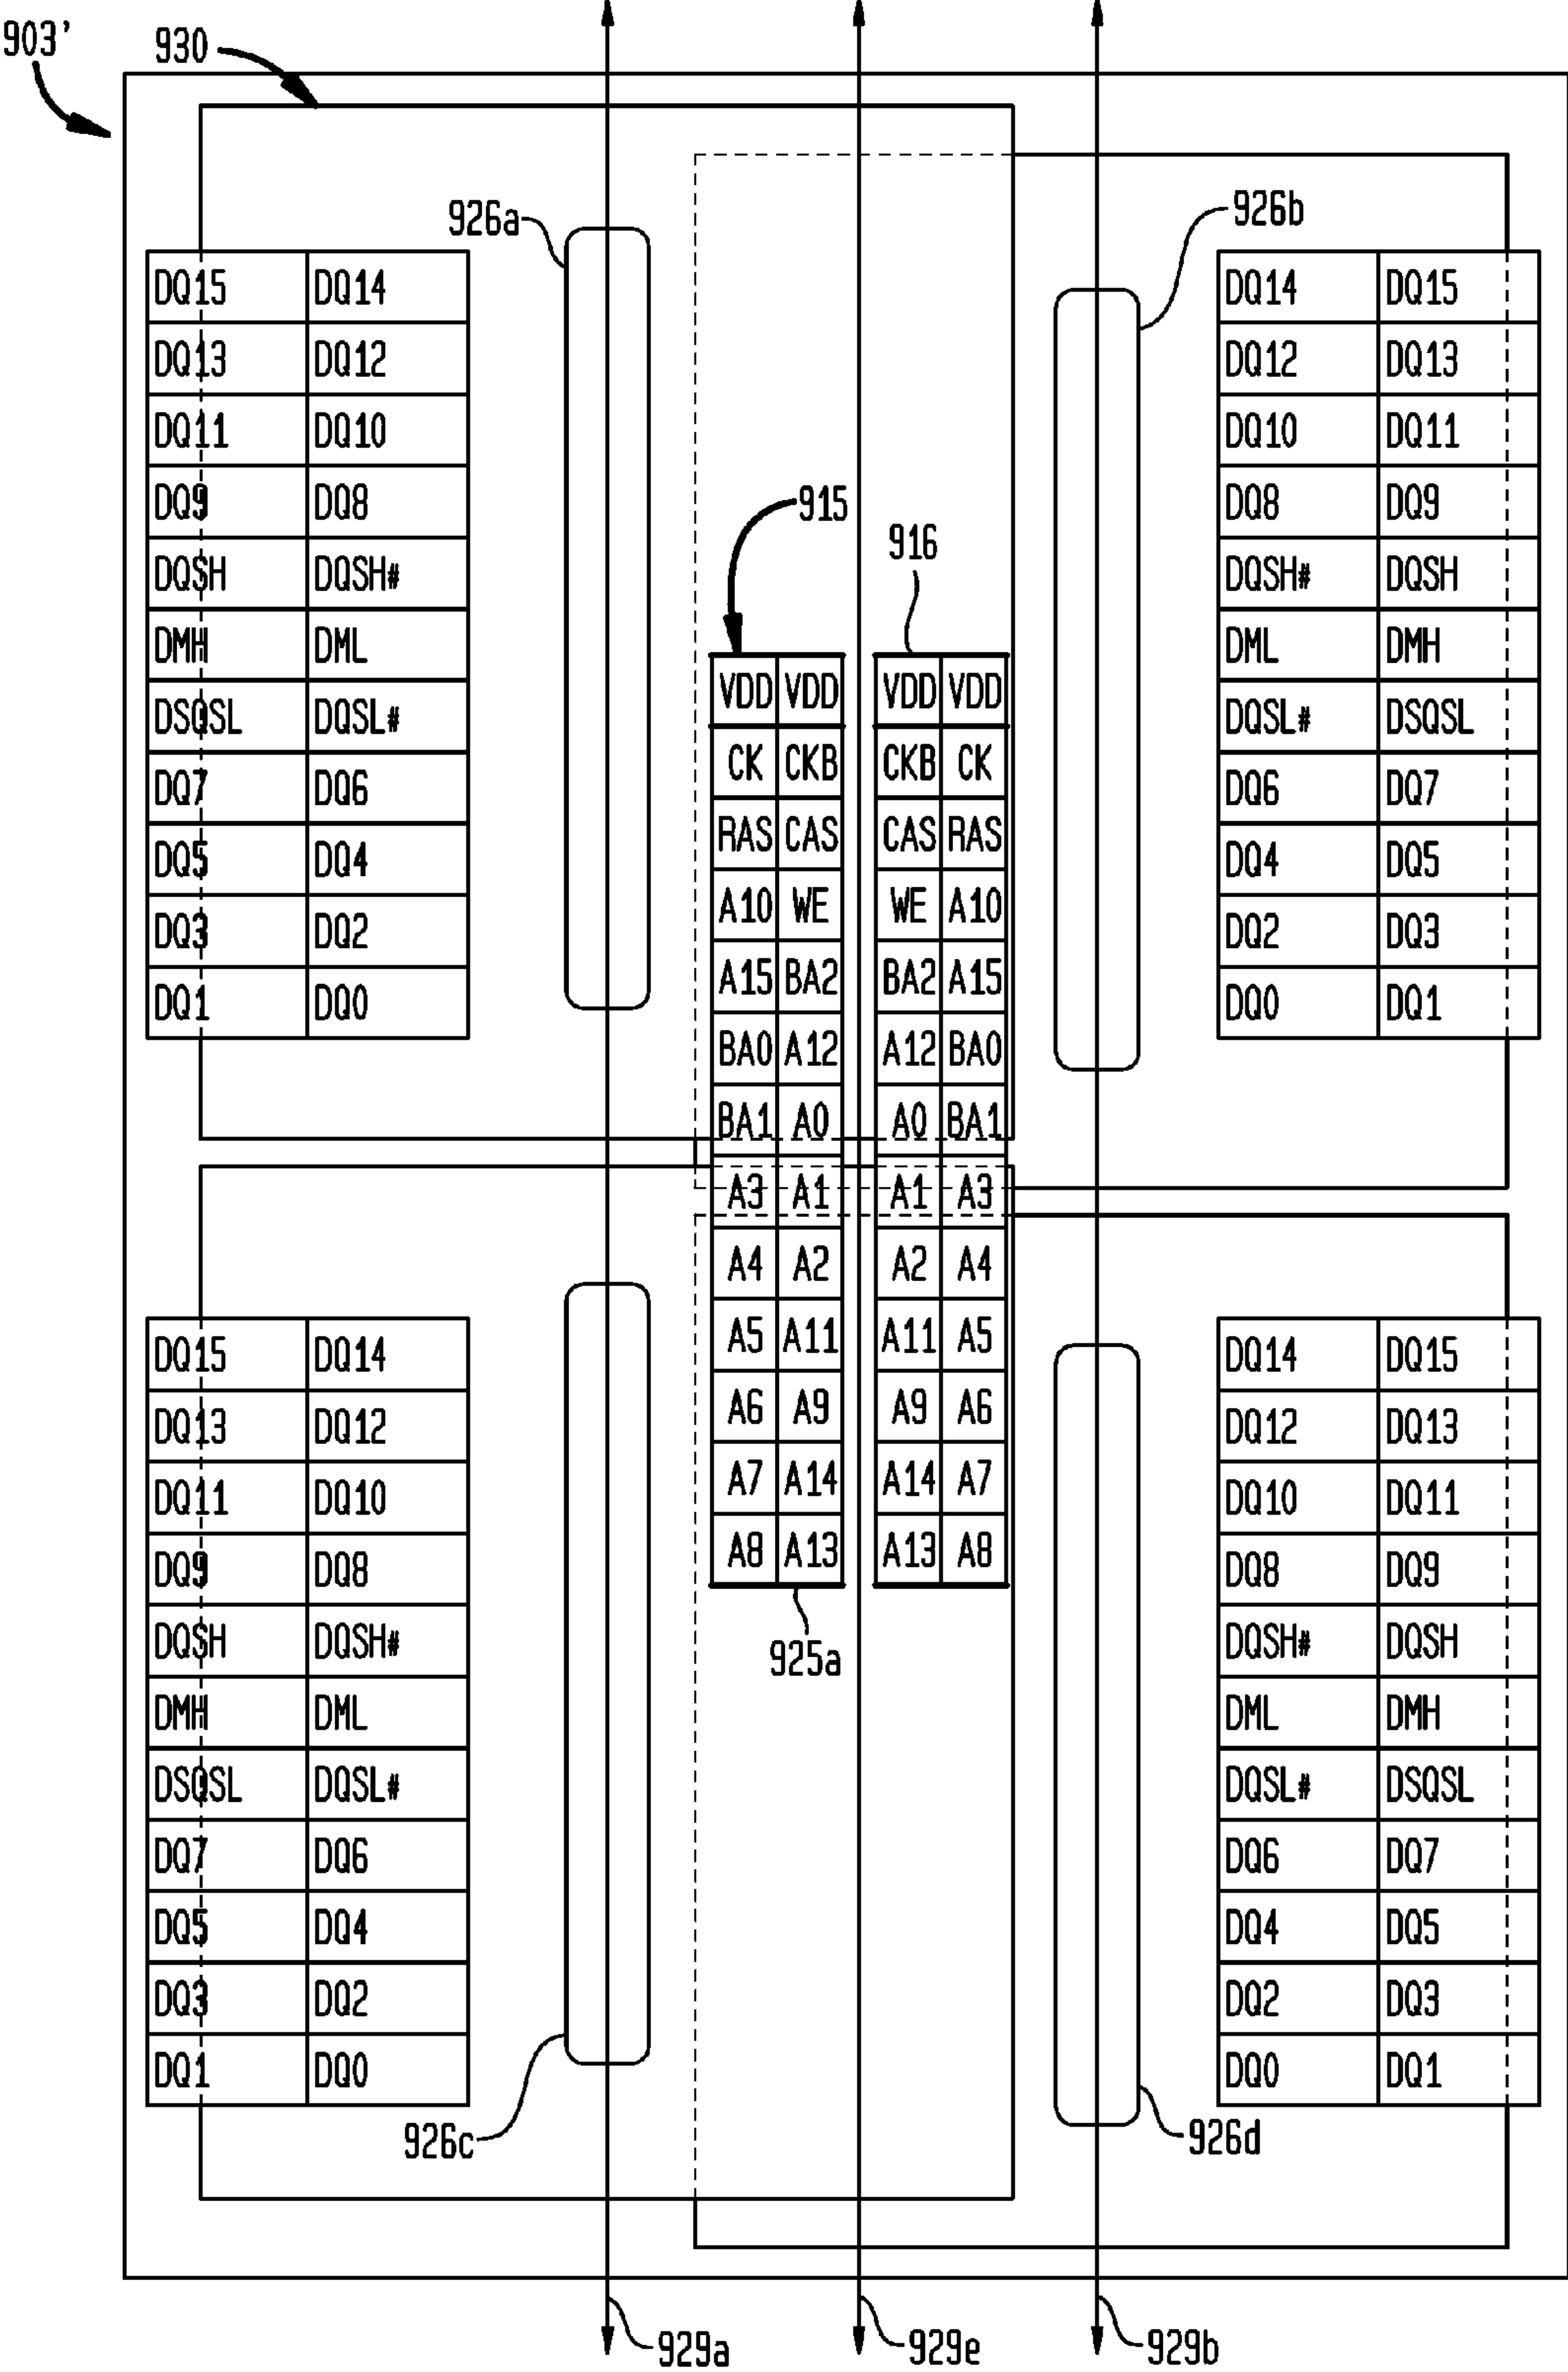 903’
930
926a
926b
DQ15 DQ14 DQ14 DQ15
DQ13 DQ12 DQ12 DQ13
DQ11 DQ10 DQ10 DQ11
915
DQ9 DQ8 DQ8 DQ9
916
DQSH DQSH# DQSH# DQSH
DMH DML DML DMH
VDD VDD VDD VDD
DSQSL DQSL# DQSL# DSQSL
CK CKB CKB CK
DQ7 DQ6 DQ6 DQ7
RAS CAS CAS RAS
DQ5 DQ4 DQ4 DQ5
A10 WE WE A10
DQ3 DQ2 DQ2 DQ3
A15 BA2 BA2 A15
DQ1 DQ0 DQ0 DQ1
BA0 A12 A12 BA0
BA1 A0 A0 BA1
A3 A1 A1 A3
A4 A2 A2 A4
A5 A11 A11 A5
DQ15 DQ14 DQ14 DQ15
A6 A9 A9 A6
DQ13 DQ12 DQ12 DQ13
A7 A14 A14 A7
DQ11 DQ10 DQ10 DQ11
A8 A13 A13 A8
DQ9 DQ8 DQ8 DQ9
DQSH DQSH# DQSH# DQSH
925a
DMH DML DML DMH
DSQSL DQSL# DQSL# DSQSL
DQ7 DQ6 DQ6 DQ7
DQ5 DQ4 DQ4 DQ5
DQ3 DQ2 DQ2 DQ3
DQ1 DQ0 DQ0 DQ1
926c
926d
929a
929e
929b